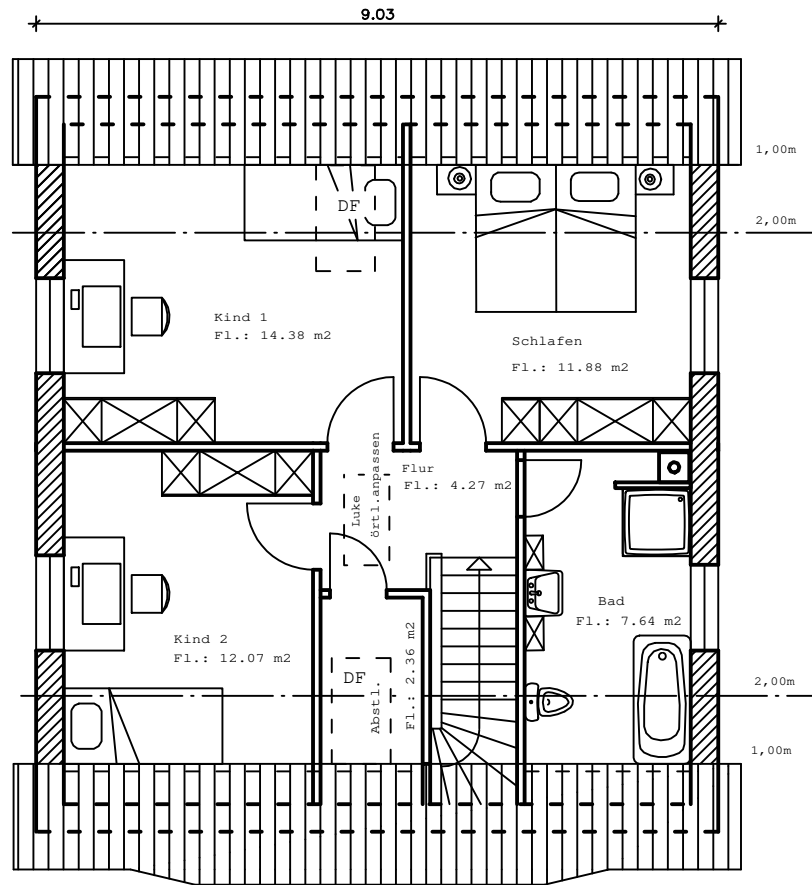 9.03
1,00m
DF
2,00m
Kind 1
Fl.: 14.38 m2
Schlafen
Fl.: 11.88 m2
Luke
örtl.anpassen
Flur
Fl.: 4.27 m2
Kind 2
Fl.: 12.07 m2
Bad
Fl.: 7.64 m2
DF
Abstl.
Fl.: 2.36 m2
2,00m
1,00m